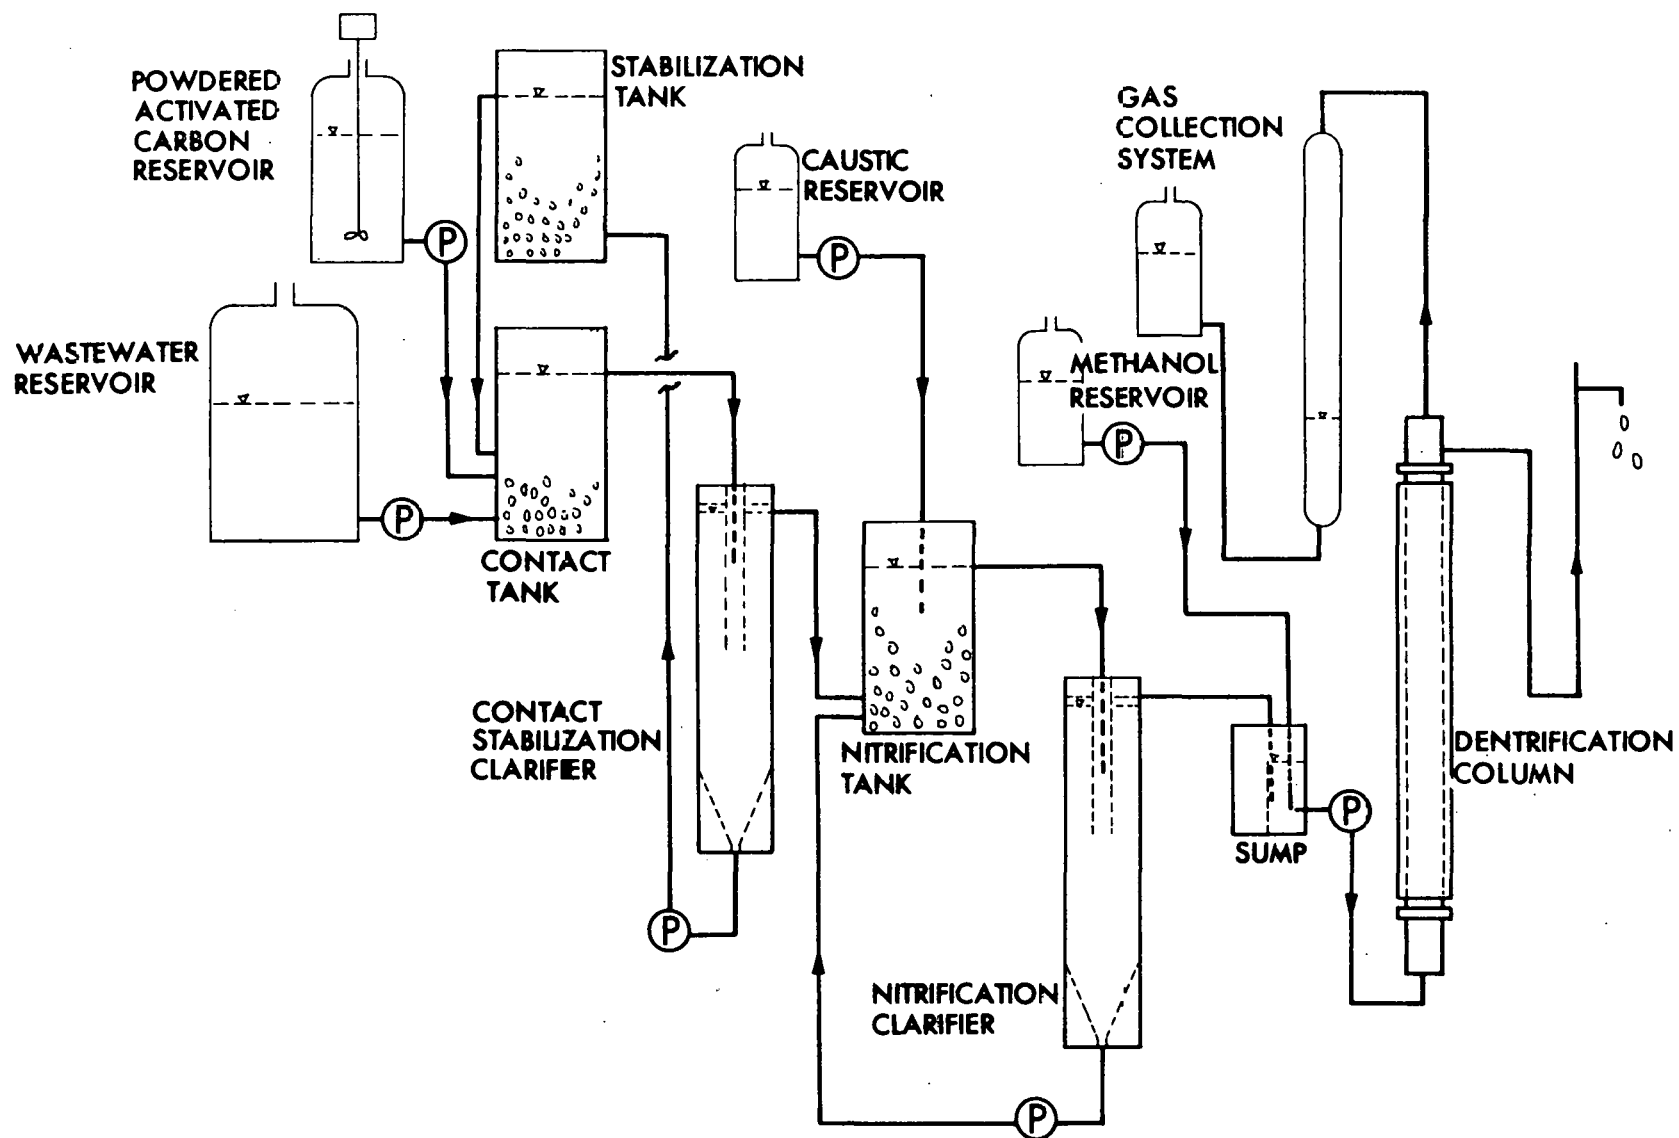 POWDERED
ACTIVATED
CARBON
RESERVOIR
STABILIZATION
TANK
P
CAUSTIC
RESERVOIR
P
GAS
COLLECTION
SYSTEM
WASTEWATER
RESERVOIR
P
CONTACT
TANK
METHANOL
RESERVOIR
P
CONTACT
STABILIZATION
CLARIFIER
P
NITRIFICATION
TANK
DENTRIFICATION
COLUMN
P
SUMP
NITRIFICATION
CLARIFIER
P